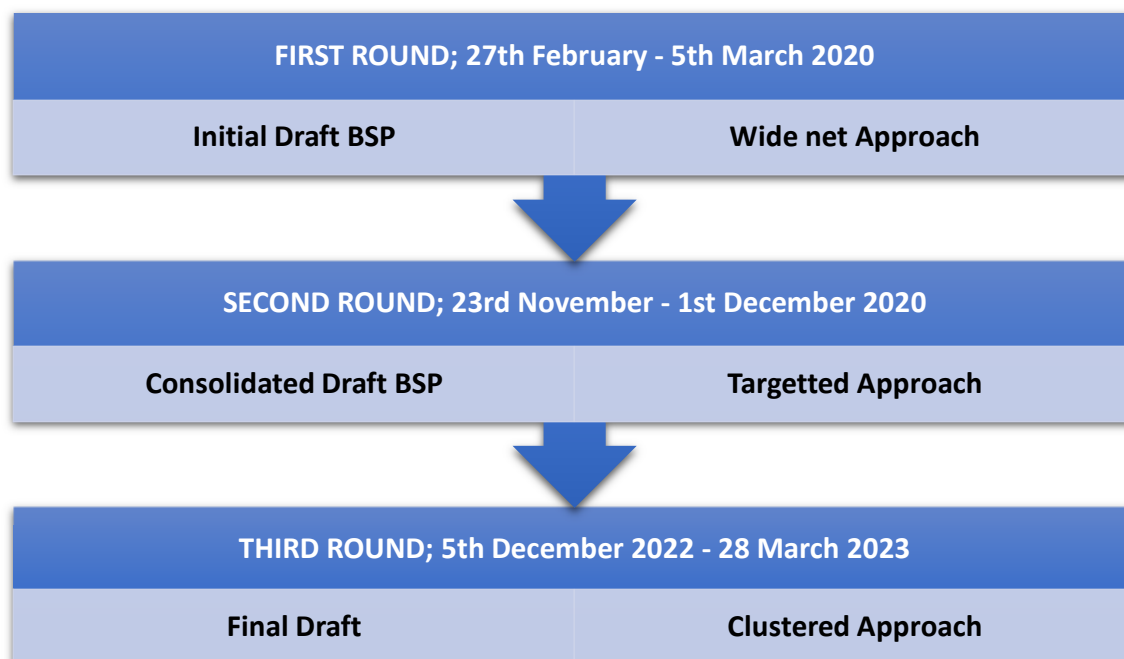 FIRST ROUND; 27th February - 5th March 2020
Initial Draft BSP
Wide net Approach
SECOND ROUND; 23rd November - 1st December 2020
Consolidated Draft BSP
Targetted Approach
THIRD ROUND; 5th December 2022 - 28 March 2023
Final Draft
Clustered Approach